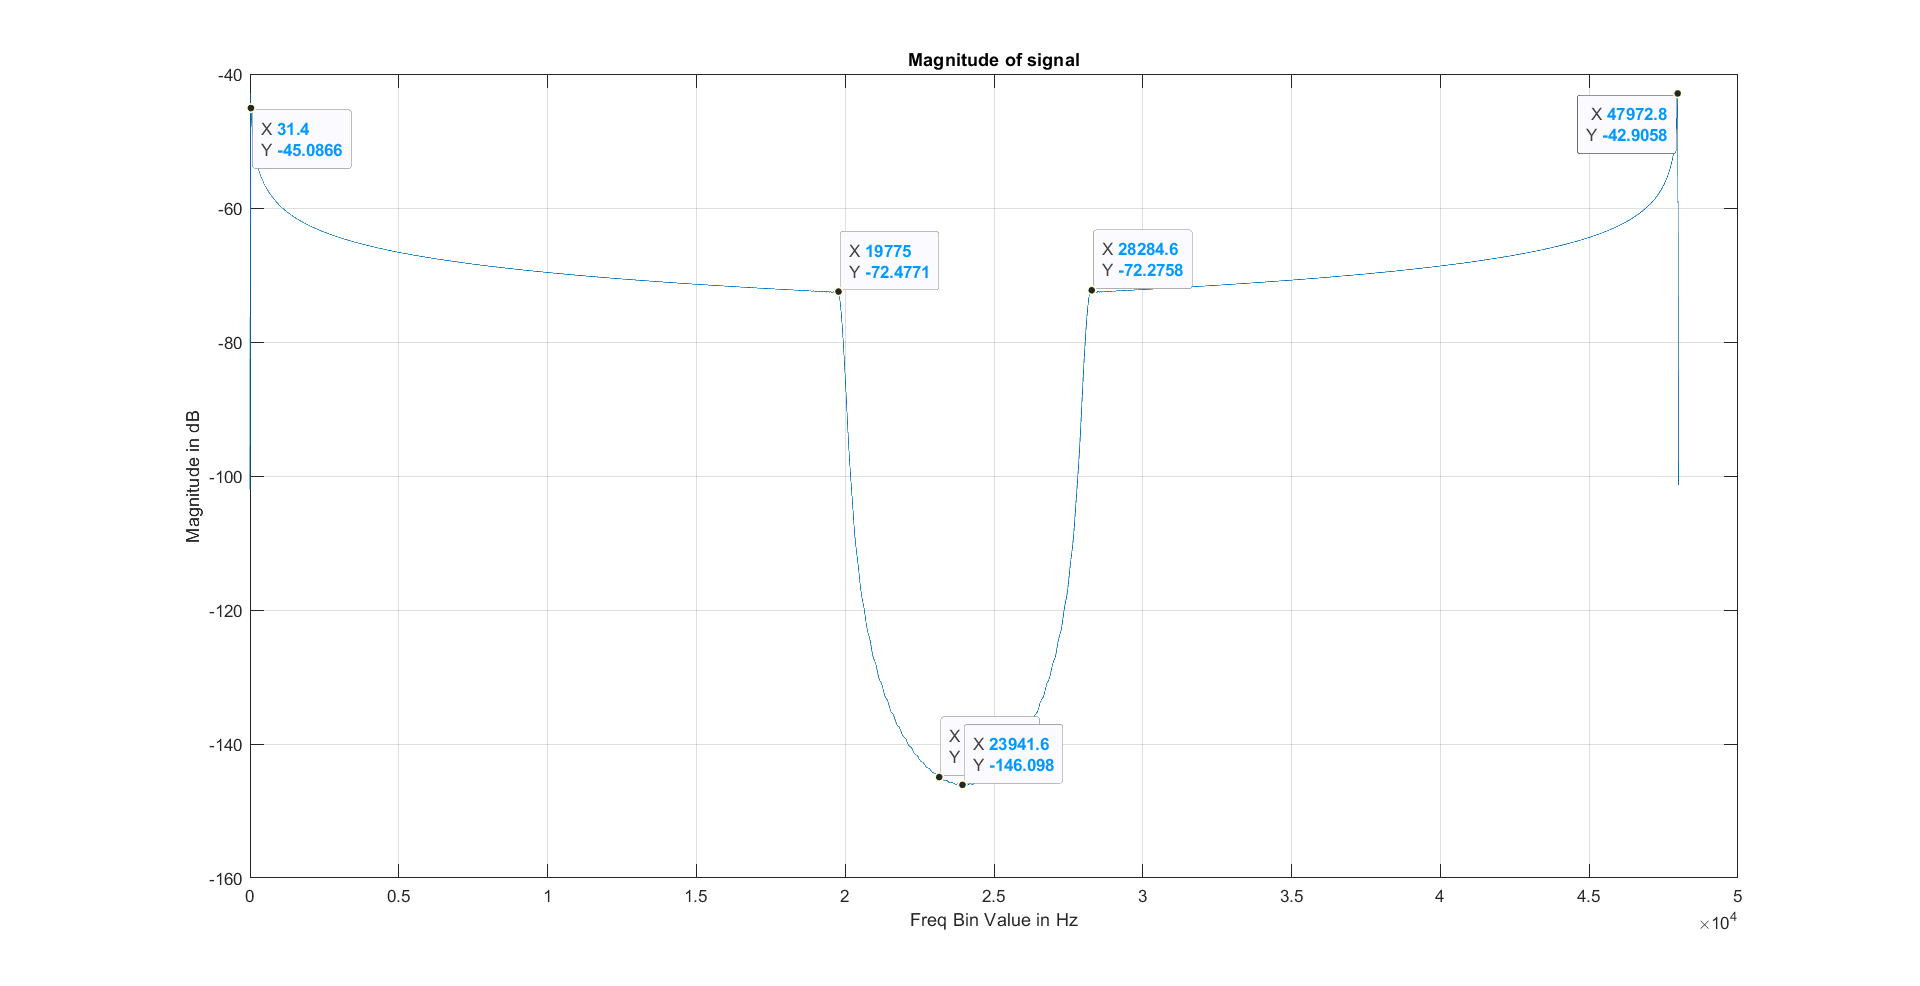 Magnitude of signal
-40
-60
-80
-100
-120
-140
-160
Magnitude in dB
X 31.4
Y -45.0866
X 19775
Y -72.4771
X 28284.6
Y -72.2758
X 47972.8
Y -42.9058
X
Y
X 23941.6
Y -146.098
0 0.5 1 1.5 2 2.5 3 3.5 4 4.5 5
Freq Bin Value in Hz
×10⁴